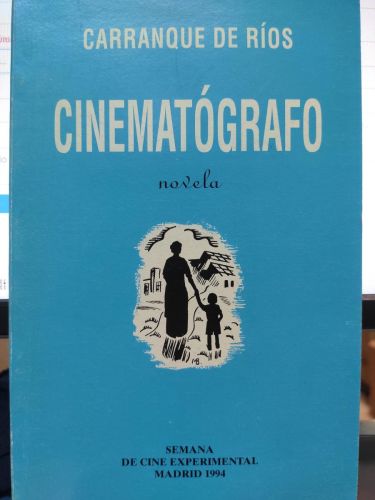 CARRANQUE DE RÍOS
CINEMATÓGRAFO
novela
SEMANA
DE CINE EXPERIMENTAL
MADRID 1994